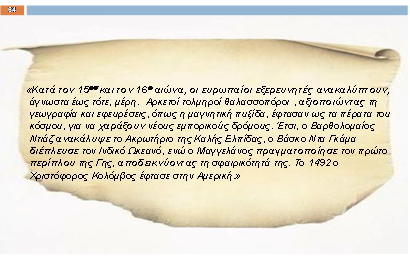 64
«Κατά τον 15ον και τον 16ο αιώνα, οι ευρωπαίοι εξερευνητές ανακαλύπτουν,
άγνωστα έως τότε, μέρη. Αρκετοί τολμηροί θαλασσοπόροι , αξιοποιώντας τη
γεωγραφία και εφευρέσεις, όπως η μαγνητική πυξίδα, έφτασαν ως τα πέρατα του
κόσμου, για να χαράξουν νέους εμπορικούς δρόμους. Έτσι, ο Βαρθολομαίος
Ντιάζ ανακάλυψε το Ακρωτήριο της Καλής Ελπίδας, ο Βάσκο Ντα Γκάμα
διέπλευσε τον Ινδικό Ωκεανό, ενώ ο Μαγγελάνος πραγματοποίησε τον πρώτο
περίπλου της Γης, αποδεικνύοντας τη σφαιρικότητά της. Το 1492 ο
Χριστόφορος Κολόμβος έφτασε στην Αμερική.»